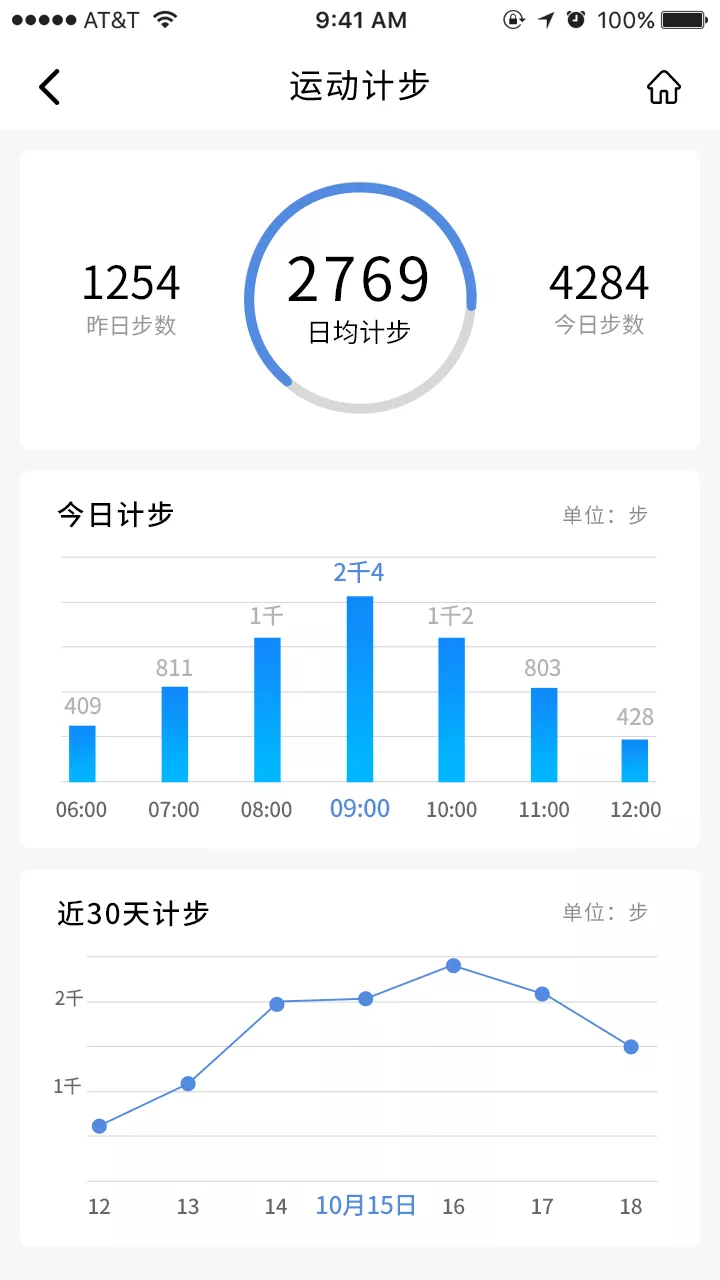 AT&T 9:41 AM 100%
运动计步
1254 2769 4284
昨日步数 日均计步 今日步数
今日计步 单位：步
2千4
1千 1千2
811 803
409 428
06:00 07:00 08:00 09:00 10:00 11:00 12:00
近30天计步 单位：步
2千
1千
12 13 14 10月15日 16 17 18